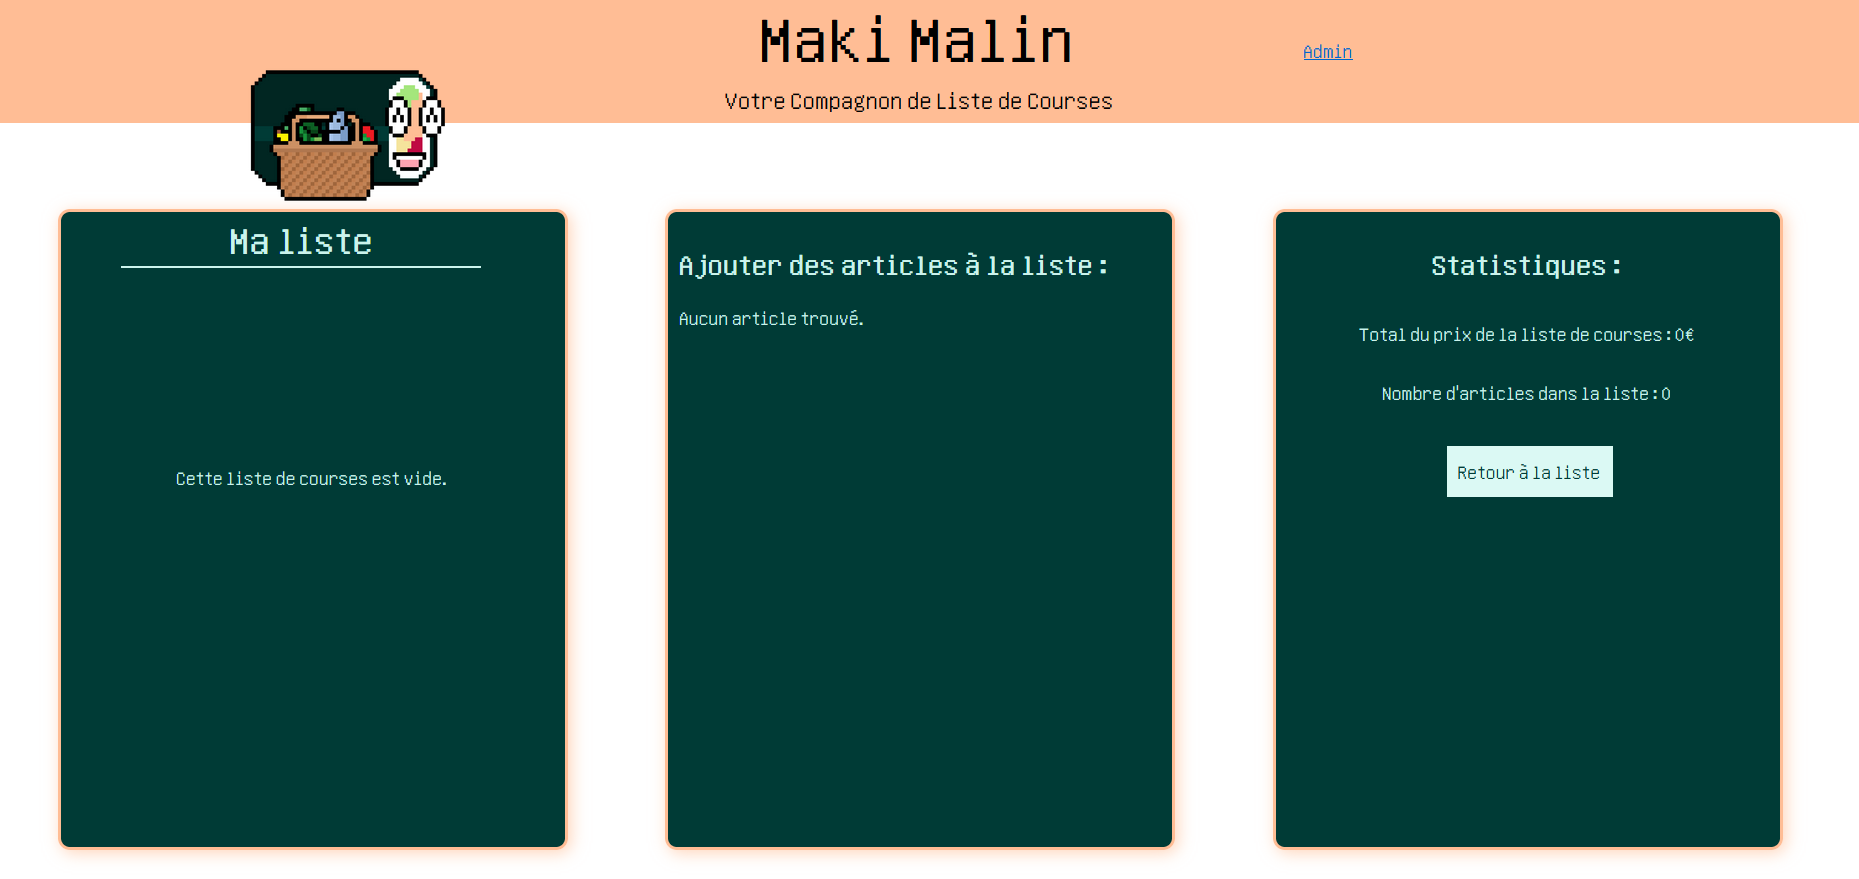 Maki Malin
Admin
Votre Compagnon de Liste de Courses
Ma liste
Cette liste de courses est vide.
Ajouter des articles à la liste :
Aucun article trouvé.
Statistiques :
Total du prix de la liste de courses : 0€
Nombre d'articles dans la liste : 0
Retour à la liste